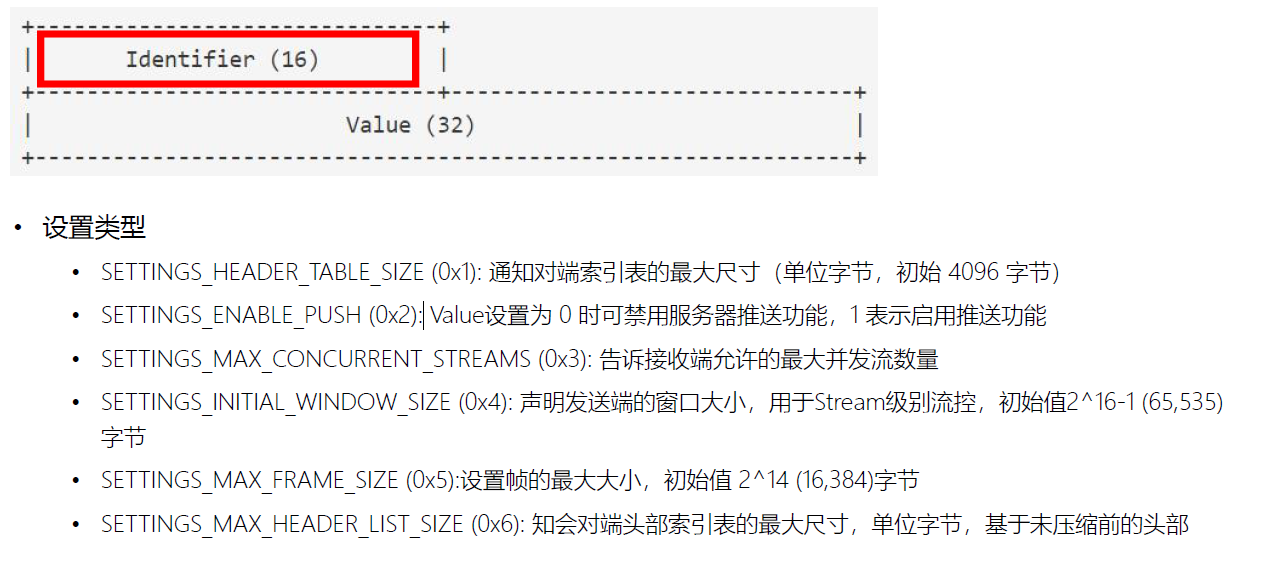 +-------------------------------+
| Identifier (16) |
+-------------------------------+-------------------------------+
| Value (32) |
+---------------------------------------------------------------+
• 设置类型
• SETTINGS_HEADER_TABLE_SIZE (0x1): 通知对端索引表的最大尺寸（单位字节，初始 4096 字节）
• SETTINGS_ENABLE_PUSH (0x2): Value设置为 0 时可禁用服务器推送功能，1 表示启用推送功能
• SETTINGS_MAX_CONCURRENT_STREAMS (0x3): 告诉接收端允许的最大并发流数量
• SETTINGS_INITIAL_WINDOW_SIZE (0x4): 声明发送端的窗口大小，用于Stream级别流控，初始值2^16-1 (65,535)
字节
• SETTINGS_MAX_FRAME_SIZE (0x5):设置帧的最大大小，初始值 2^14 (16,384)字节
• SETTINGS_MAX_HEADER_LIST_SIZE (0x6): 知会对端头部索引表的最大尺寸，单位字节，基于未压缩前的头部